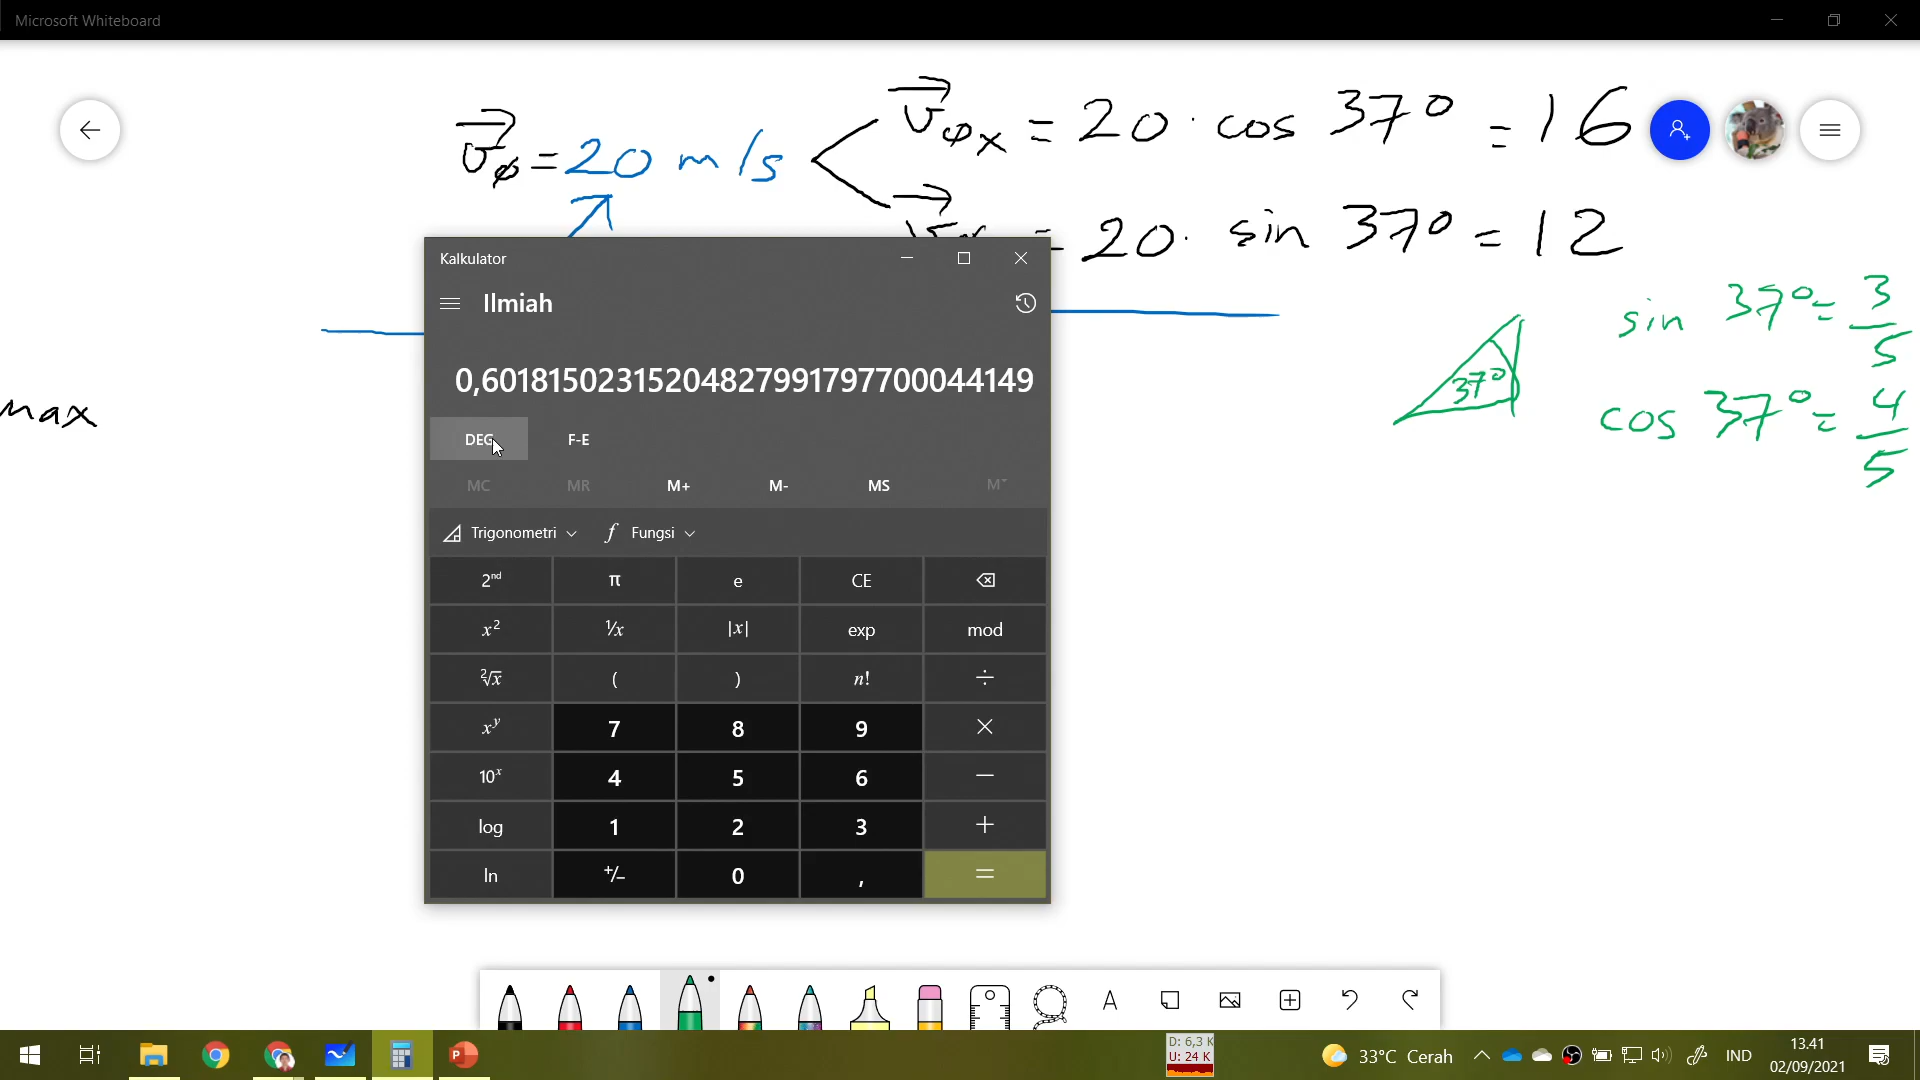 Microsoft Whiteboard
v₀ = 20 m/s
v₀x = 20 · cos 37° = 16
= 20 · sin 37° = 12
sin 37° = 3/5
cos 37° = 4/5
37°
max
Kalkulator
Ilmiah
0,60181502315204827991797700044149
DEG F-E
MC MR M+ M- MS M˅
Trigonometri f Fungsi
2ⁿᵈ π e CE
x² ¹/x |x| exp mod
²√x ( ) n! ÷
xʸ 7 8 9 ×
10ˣ 4 5 6 −
log 1 2 3 +
ln +/− 0 , =
A
D: 6,3 K
U: 24 K
33°C Cerah
IND
13.41
02/09/2021